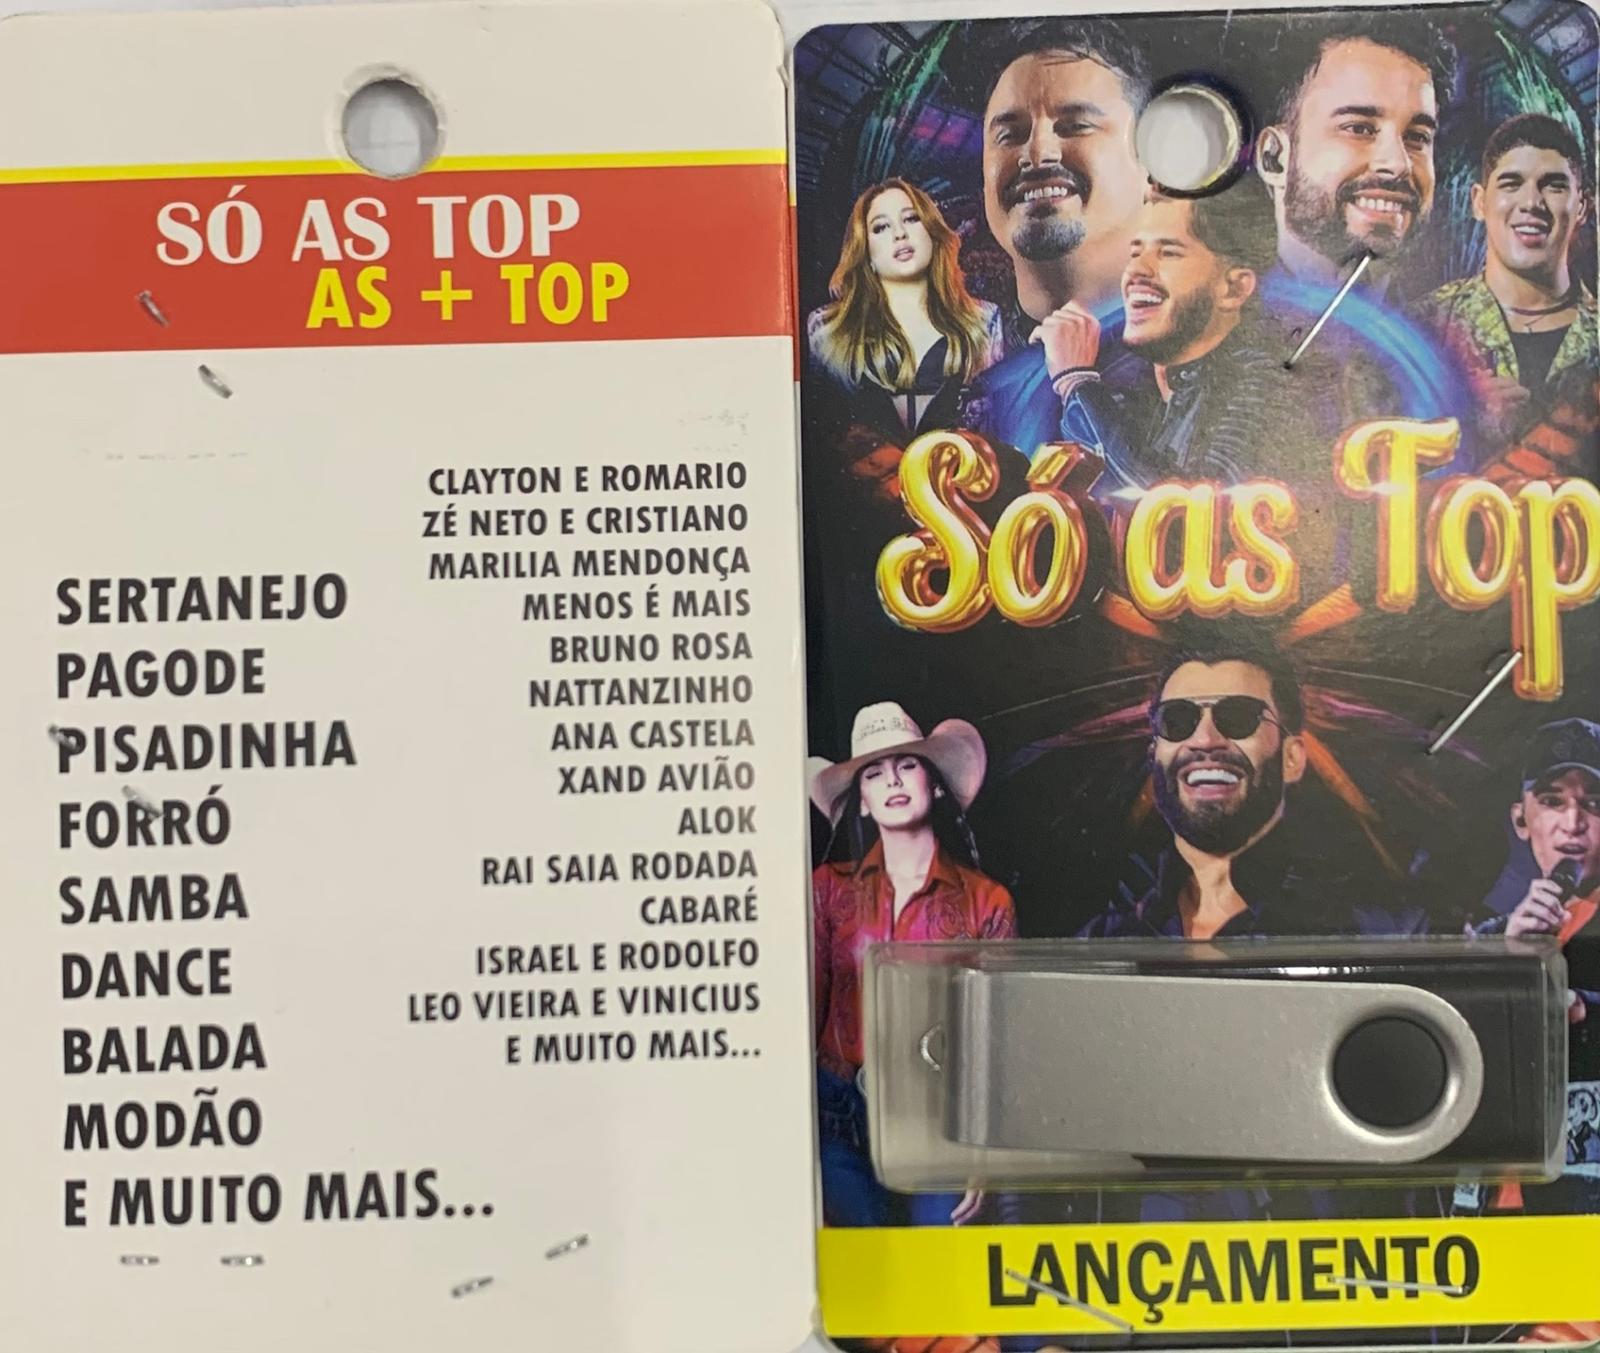 SÓ AS TOP
AS + TOP
SERTANEJO
PAGODE
PISADINHA
FORRÓ
SAMBA
DANCE
BALADA
MODÃO
E MUITO MAIS...
CLAYTON E ROMARIO
ZÉ NETO E CRISTIANO
MARILIA MENDONÇA
MENOS É MAIS
BRUNO ROSA
NATTANZINHO
ANA CASTELA
XAND AVIÃO
ALOK
RAI SAIA RODADA
CABARÉ
ISRAEL E RODOLFO
LEO VIEIRA E VINICIUS
E MUITO MAIS...
Só as Top
LANÇAMENTO